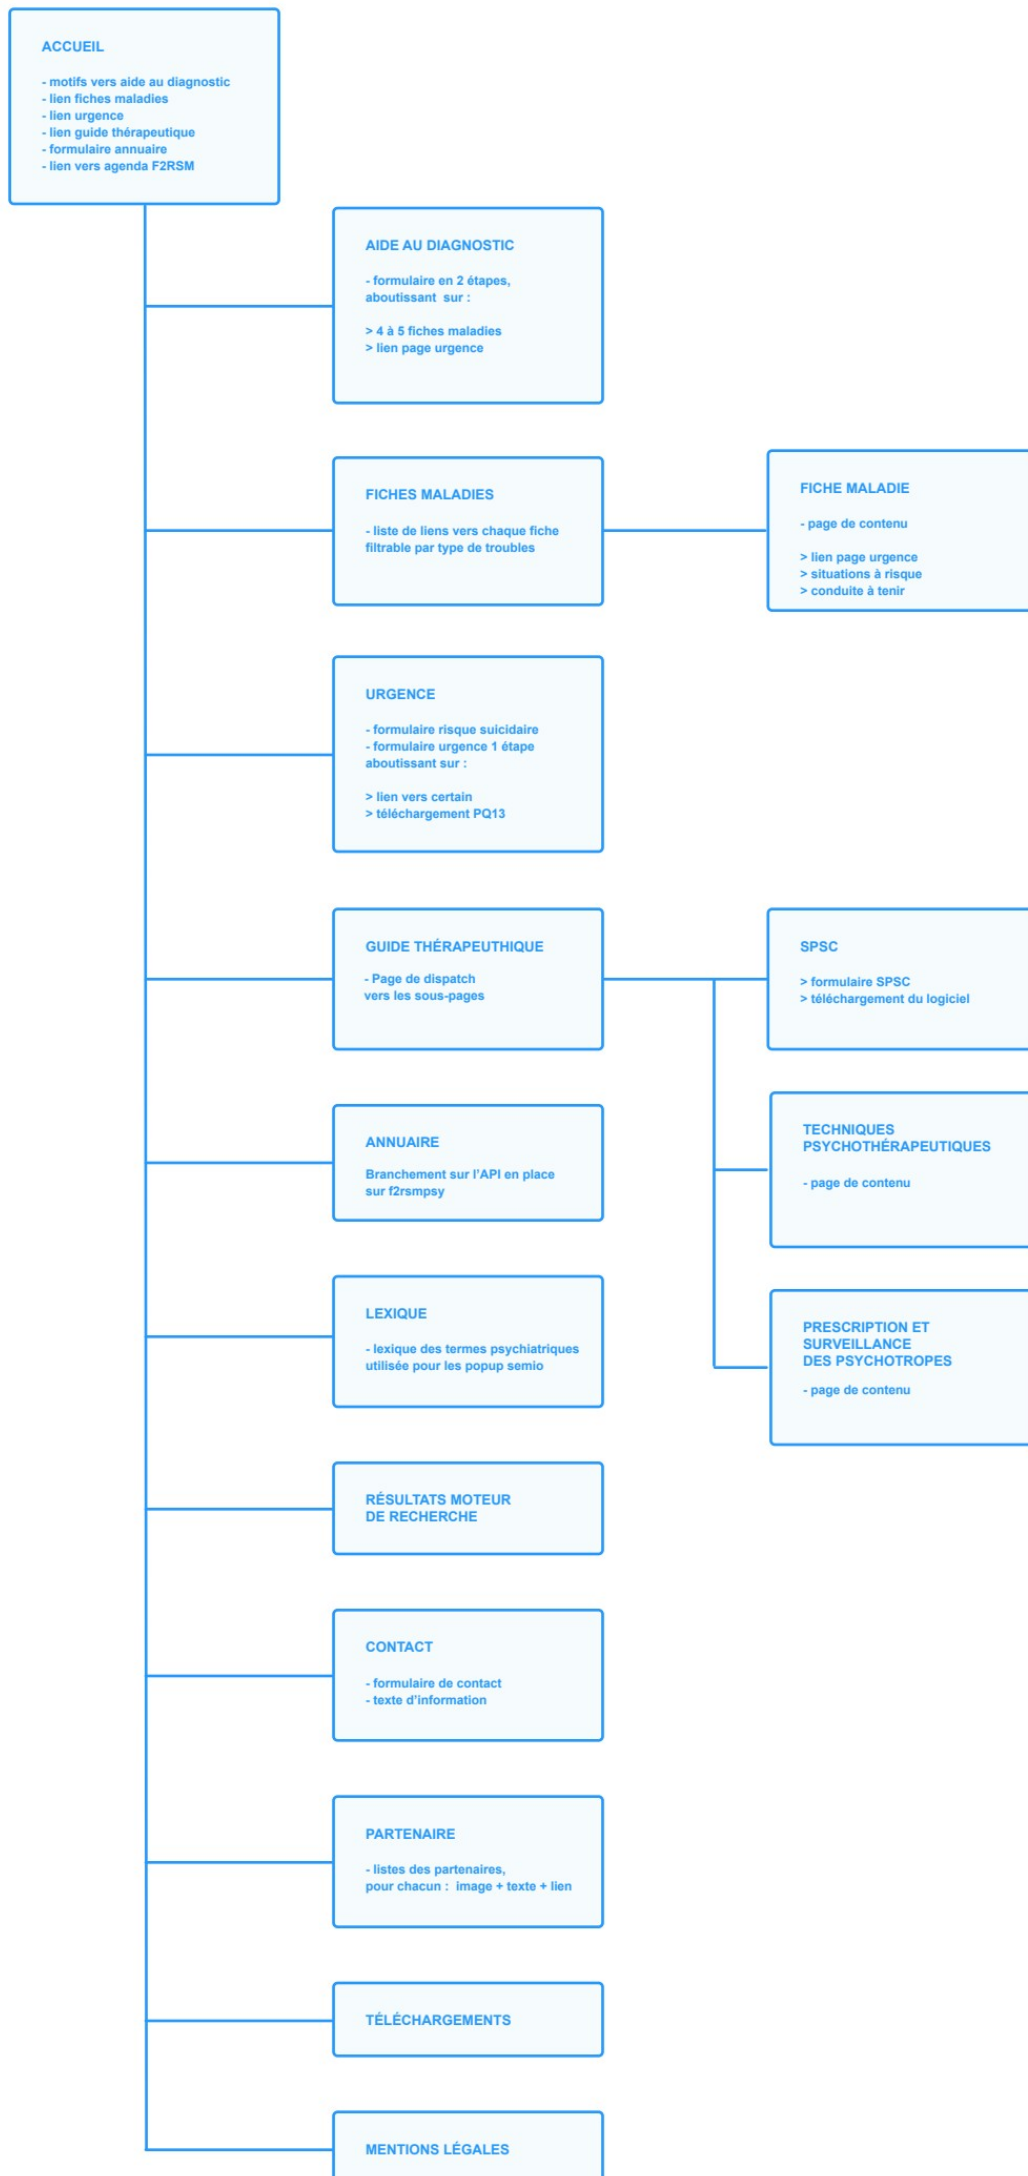 ACCUEIL
- motifs vers aide au diagnostic
- lien fiches maladies
- lien urgence
- lien guide thérapeutique
- formulaire annuaire
- lien vers agenda F2RSM
AIDE AU DIAGNOSTIC
- formulaire en 2 étapes,
aboutissant sur :
> 4 à 5 fiches maladies
> lien page urgence
FICHES MALADIES
- liste de liens vers chaque fiche
filtrable par type de troubles
FICHE MALADIE
- page de contenu
> lien page urgence
> situations à risque
> conduite à tenir
URGENCE
- formulaire risque suicidaire
- formulaire urgence 1 étape
aboutissant sur :
> lien vers certain
> téléchargement PQ13
GUIDE THÉRAPEUTHIQUE
- Page de dispatch
vers les sous-pages
SPSC
> formulaire SPSC
> téléchargement du logiciel
TECHNIQUES
PSYCHOTHÉRAPEUTIQUES
- page de contenu
PRESCRIPTION ET
SURVEILLANCE
DES PSYCHOTROPES
- page de contenu
ANNUAIRE
Branchement sur l'API en place
sur f2rsmpsy
LEXIQUE
- lexique des termes psychiatriques
utilisée pour les popup semio
RÉSULTATS MOTEUR
DE RECHERCHE
CONTACT
- formulaire de contact
- texte d'information
PARTENAIRE
- listes des partenaires,
pour chacun : image + texte + lien
TÉLÉCHARGEMENTS
MENTIONS LÉGALES